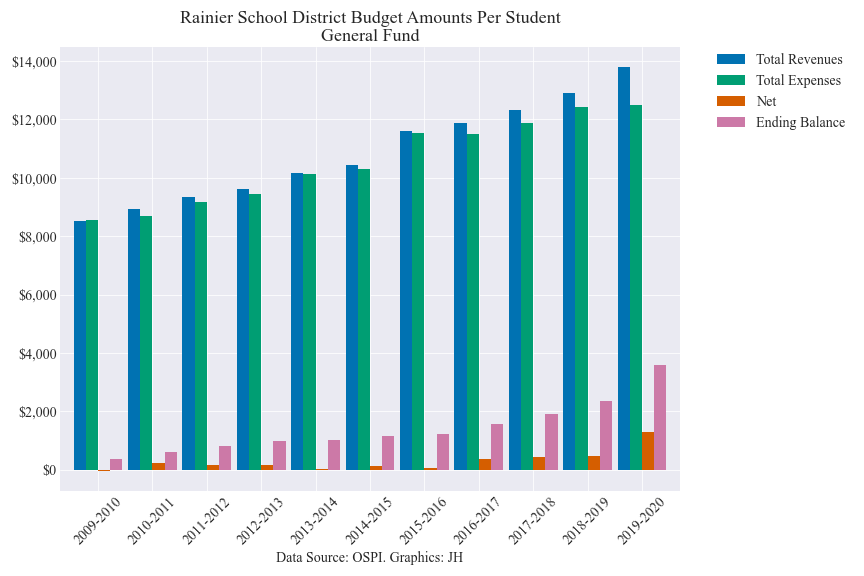 Rainier School District Budget Amounts Per Student
General Fund
$14,000
$12,000
$10,000
$8,000
$6,000
$4,000
$2,000
$0
Total Revenues
Total Expenses
Net
Ending Balance
2009-2010
2010-2011
2011-2012
2012-2013
2013-2014
2014-2015
2015-2016
2016-2017
2017-2018
2018-2019
2019-2020
Data Source: OSPI. Graphics: JH